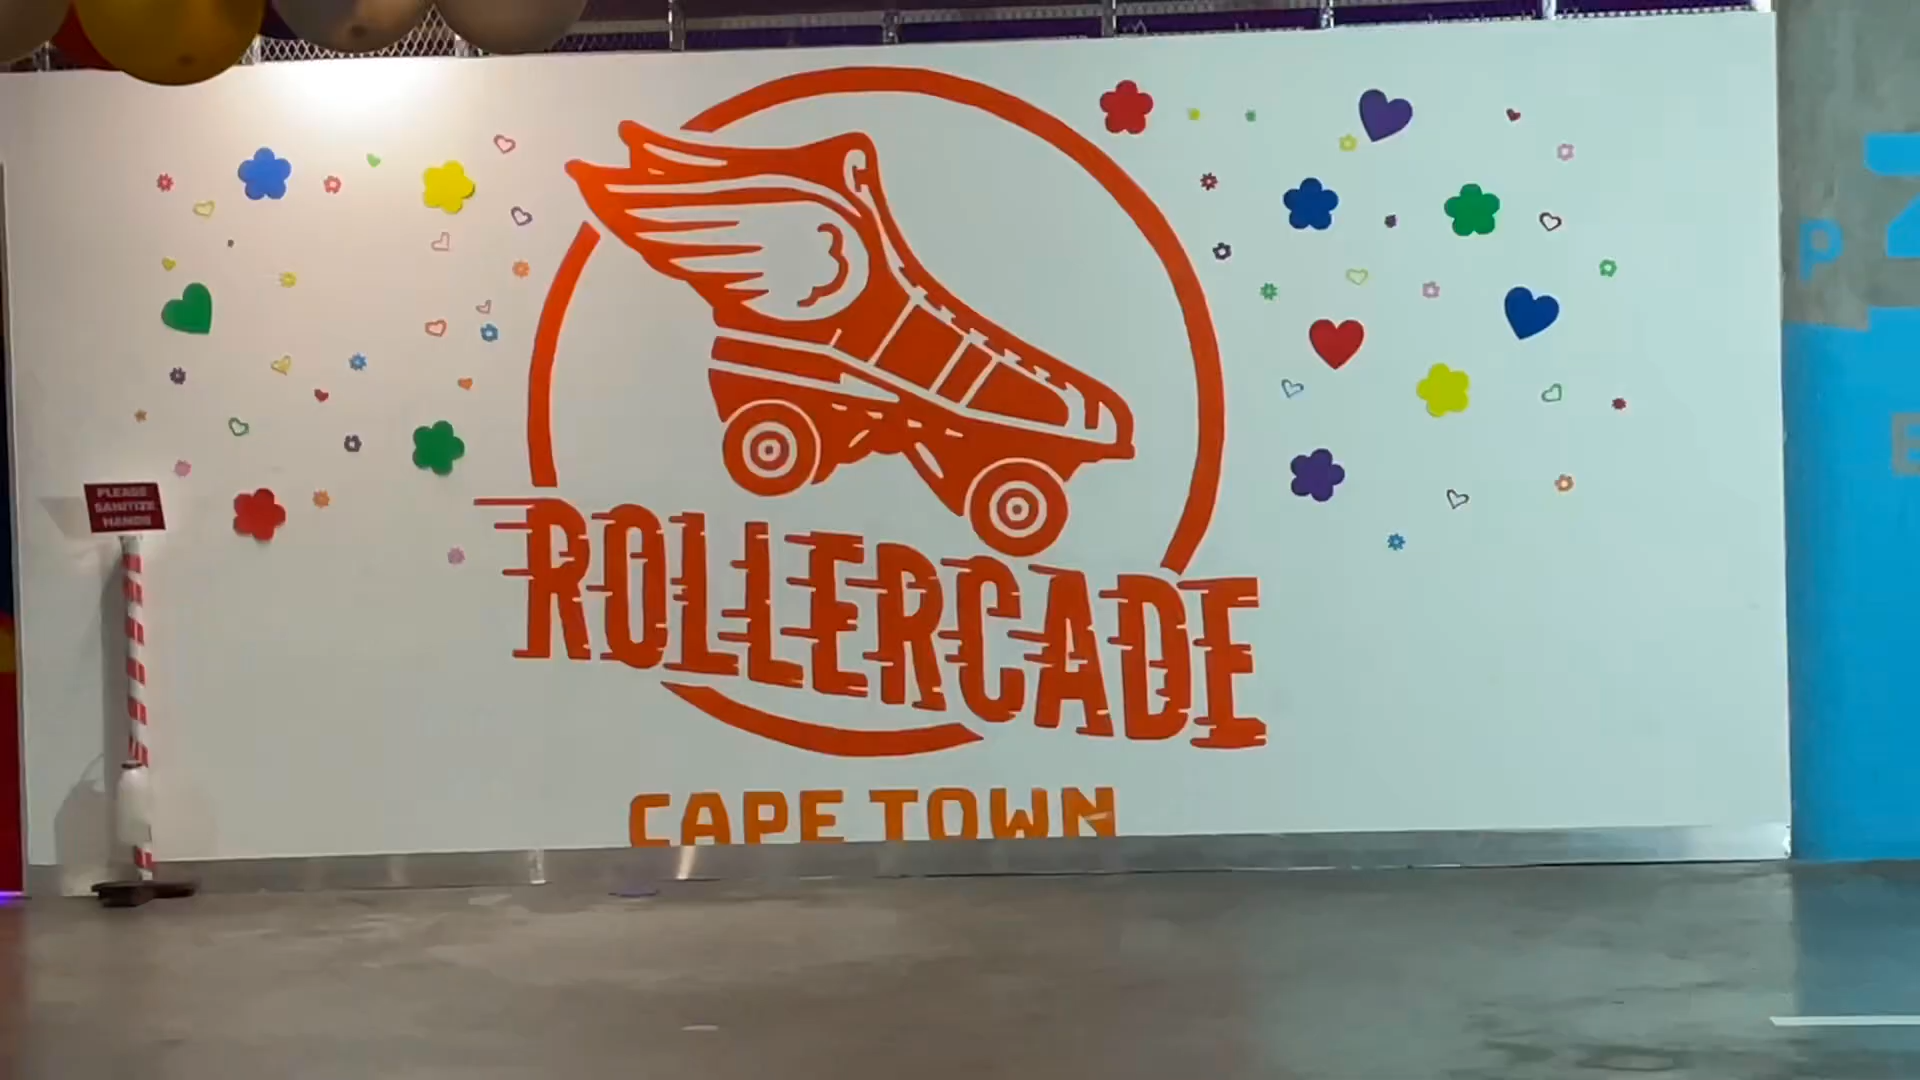 PLEASE
SANITIZE
HANDS
ROLLERCADE
CAPE TOWN
P
E